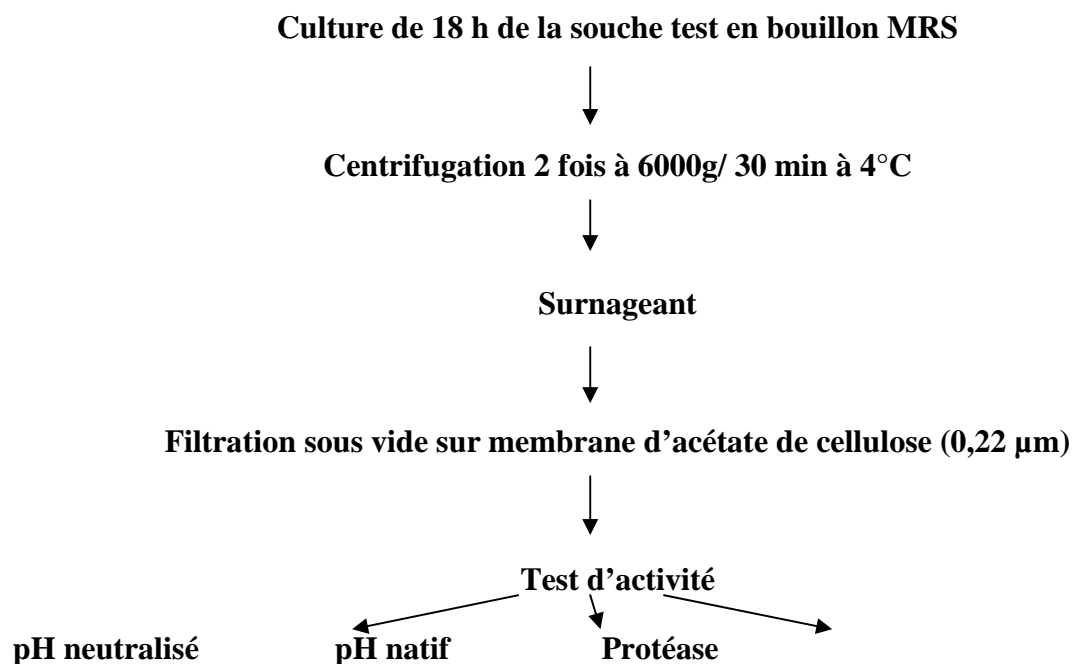 Culture de 18 h de la souche test en bouillon MRS
Centrifugation 2 fois à 6000g/ 30 min à 4°C
Surnageant
Filtration sous vide sur membrane d’acétate de cellulose (0,22 µm)
Test d’activité
pH neutralisé pH natif Protéase